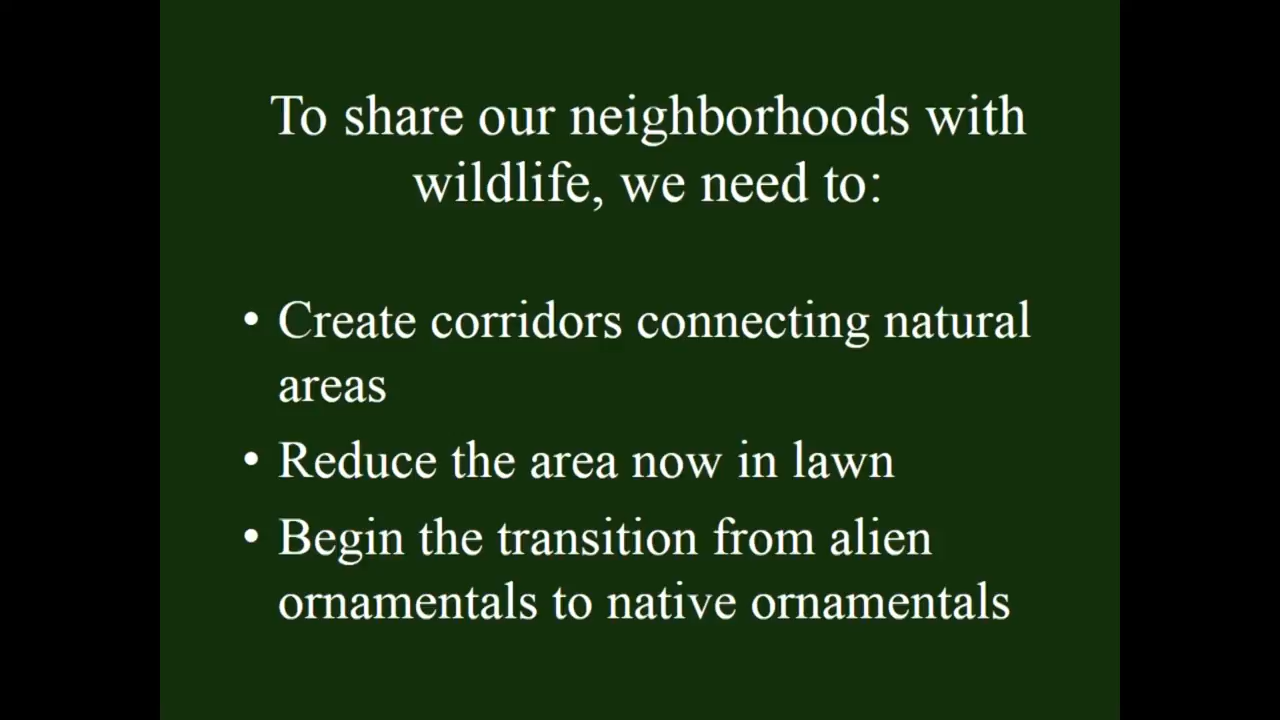 To share our neighborhoods with
wildlife, we need to:
• Create corridors connecting natural
areas
• Reduce the area now in lawn
• Begin the transition from alien
ornamentals to native ornamentals